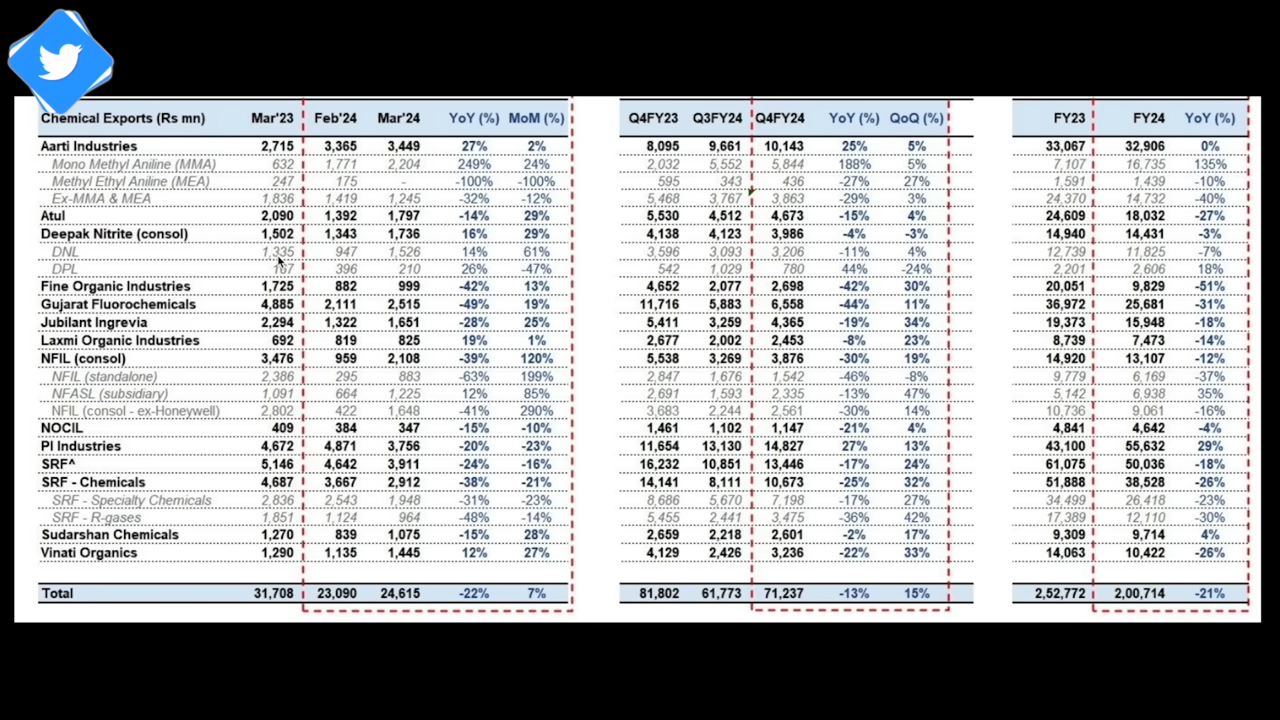 Chemical Exports (Rs mn) Mar'23 Feb'24 Mar'24 YoY (%) MoM (%) Q4FY23 Q3FY24 Q4FY24 YoY (%) QoQ (%) FY23 FY24 YoY (%)
Aarti Industries 2,715 3,365 3,449 27% 2% 8,095 9,661 10,143 25% 5% 33,067 32,906 0%
Mono Methyl Aniline (MMA) 632 1,771 2,204 249% 24% 2,032 5,552 5,844 188% 5% 7,107 16,735 135%
Methyl Ethyl Aniline (MEA) 247 175 - -100% -100% 595 343 436 -27% 27% 1,591 1,439 -10%
Ex-MMA & MEA 1,836 1,419 1,245 -32% -12% 5,468 3,767 3,863 -29% 3% 24,370 14,732 -40%
Atul 2,090 1,392 1,797 -14% 29% 5,530 4,512 4,673 -15% 4% 24,609 18,032 -27%
Deepak Nitrite (consol) 1,502 1,343 1,736 16% 29% 4,138 4,123 3,986 -4% -3% 14,940 14,431 -3%
DNL 1,335 947 1,526 14% 61% 3,596 3,093 3,206 -11% 4% 12,739 11,825 -7%
DPL 167 396 210 26% -47% 542 1,029 780 44% -24% 2,201 2,606 18%
Fine Organic Industries 1,725 882 999 -42% 13% 4,652 2,077 2,698 -42% 30% 20,051 9,829 -51%
Gujarat Fluorochemicals 4,885 2,111 2,515 -49% 19% 11,716 5,883 6,558 -44% 11% 36,972 25,681 -31%
Jubilant Ingrevia 2,294 1,322 1,651 -28% 25% 5,411 3,259 4,365 -19% 34% 19,373 15,948 -18%
Laxmi Organic Industries 692 819 825 19% 1% 2,677 2,002 2,453 -8% 23% 8,739 7,473 -14%
NFIL (consol) 3,476 959 2,108 -39% 120% 5,538 3,269 3,876 -30% 19% 14,920 13,107 -12%
NFIL (standalone) 2,386 295 883 -63% 199% 2,847 1,676 1,542 -46% -8% 9,779 6,169 -37%
NFASL (subsidiary) 1,091 664 1,225 12% 85% 2,691 1,593 2,335 -13% 47% 5,142 6,938 35%
NFIL (consol - ex-Honeywell) 2,802 422 1,648 -41% 290% 3,683 2,244 2,561 -30% 14% 10,736 9,061 -16%
NOCIL 409 384 347 -15% -10% 1,461 1,102 1,147 -21% 4% 4,841 4,642 -4%
PI Industries 4,672 4,871 3,756 -20% -23% 11,654 13,130 14,827 27% 13% 43,100 55,632 29%
SRF^ 5,146 4,642 3,911 -24% -16% 16,232 10,851 13,446 -17% 24% 61,075 50,036 -18%
SRF - Chemicals 4,687 3,667 2,912 -38% -21% 14,141 8,111 10,673 -25% 32% 51,888 38,528 -26%
SRF - Specialty Chemicals 2,836 2,543 1,948 -31% -23% 8,686 5,670 7,198 -17% 27% 34,499 26,418 -23%
SRF - R-gases 1,851 1,124 964 -48% -14% 5,455 2,441 3,475 -36% 42% 17,389 12,110 -30%
Sudarshan Chemicals 1,270 839 1,075 -15% 28% 2,659 2,218 2,601 -2% 17% 9,309 9,714 4%
Vinati Organics 1,290 1,135 1,445 12% 27% 4,129 2,426 3,236 -22% 33% 14,063 10,422 -26%
Total 31,708 23,090 24,615 -22% 7% 81,802 61,773 71,237 -13% 15% 2,52,772 2,00,714 -21%